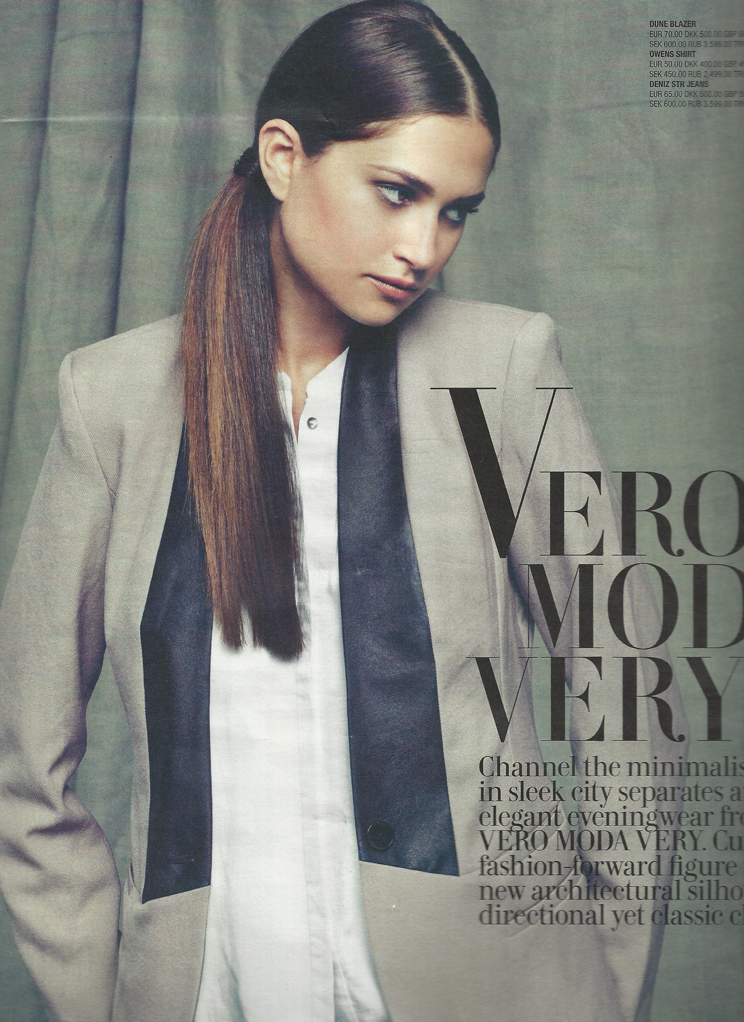 DUNE BLAZER
EUR 70.00 DKK 500.00 GBP
SEK 600.00 RUB 3.599.00
OWENS SHIRT
EUR 50.00 DKK 400.00 GBP
SEK 450.00 RUB 2.499.00
DENIZ STR JEANS
EUR 65.00 DKK 500.00 GBP
SEK 600.00 RUB 3.599.00
VERO
MOD
VERY
Channel the minimalis
in sleek city separates a
elegant eveningwear fro
VERO MODA VERY. Cu
fashion-forward figure
new architectural silho
directional yet classic c